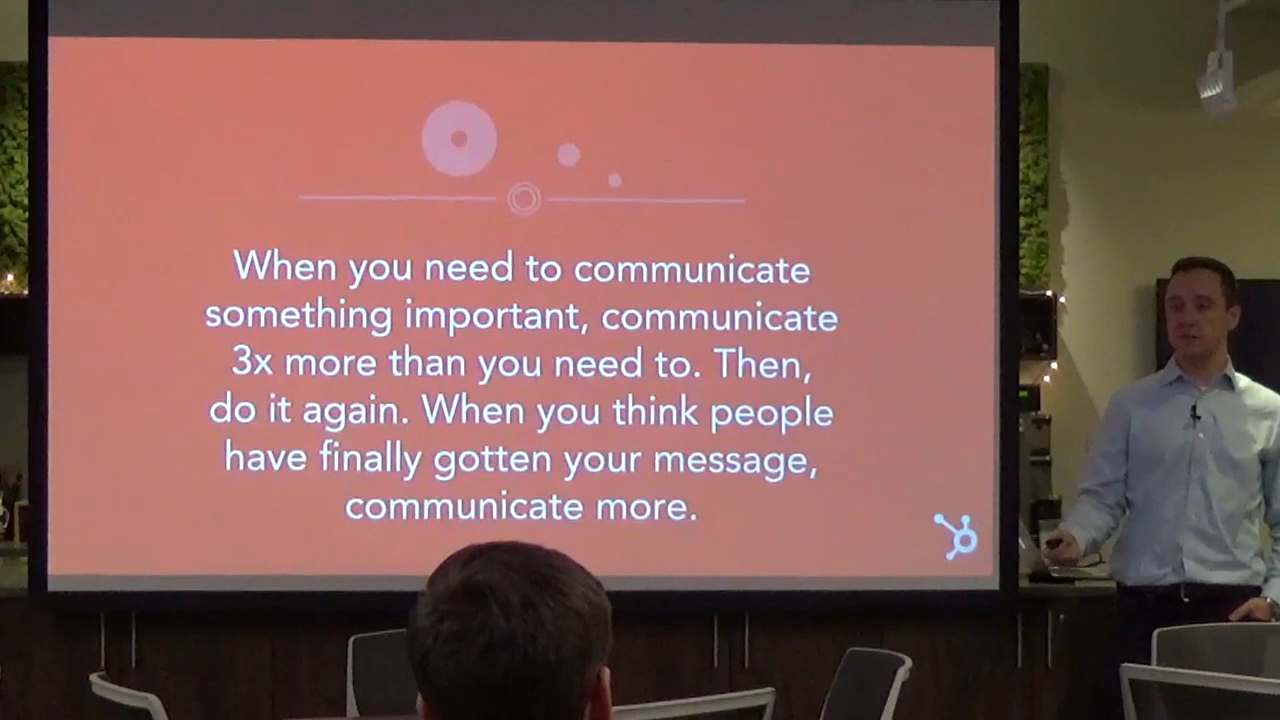 When you need to communicate
something important, communicate
3x more than you need to. Then,
do it again. When you think people
have finally gotten your message,
communicate more.